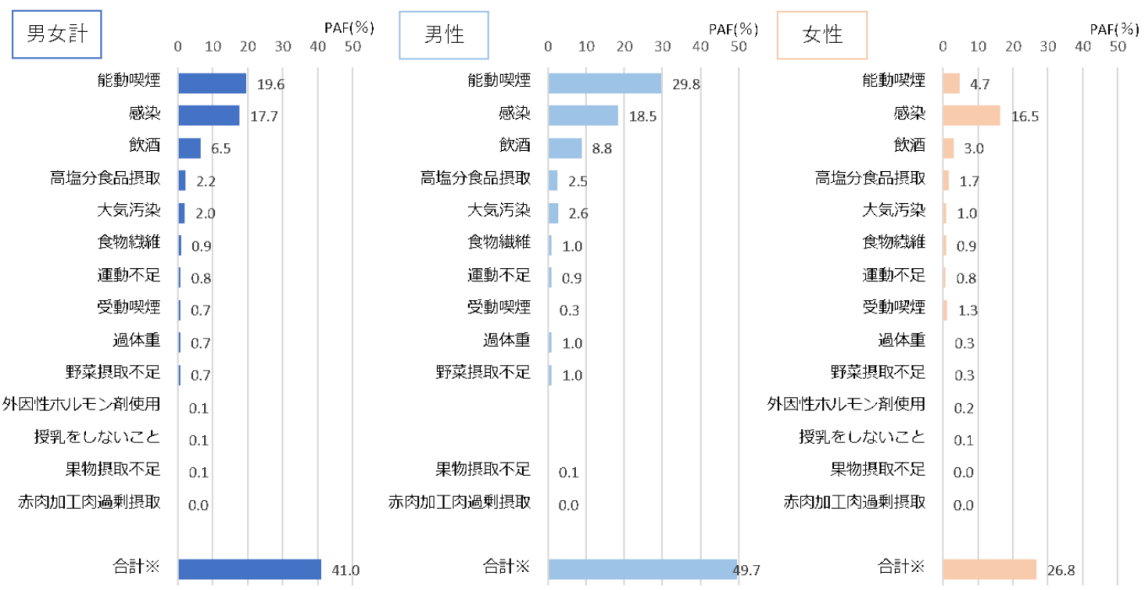 男女計
PAF(%)
0 10 20 30 40 50
能動喫煙 19.6
感染 17.7
飲酒 6.5
高塩分食品摂取 2.2
大気汚染 2.0
食物繊維 0.9
運動不足 0.8
受動喫煙 0.7
過体重 0.7
野菜摂取不足 0.7
外因性ホルモン剤使用 0.1
授乳をしないこと 0.1
果物摂取不足 0.1
赤肉加工肉過剰摂取 0.0
合計※ 41.0
男性
PAF(%)
0 10 20 30 40 50
能動喫煙 29.8
感染 18.5
飲酒 8.8
高塩分食品摂取 2.5
大気汚染 2.6
食物繊維 1.0
運動不足 0.9
受動喫煙 0.3
過体重 1.0
野菜摂取不足 1.0
果物摂取不足 0.1
赤肉加工肉過剰摂取 0.0
合計※ 49.7
女性
PAF(%)
0 10 20 30 40 50
能動喫煙 4.7
感染 16.5
飲酒 3.0
高塩分食品摂取 1.7
大気汚染 1.0
食物繊維 0.9
運動不足 0.8
受動喫煙 1.3
過体重 0.3
野菜摂取不足 0.3
外因性ホルモン剤使用 0.2
授乳をしないこと 0.1
果物摂取不足 0.0
赤肉加工肉過剰摂取 0.0
合計※ 26.8